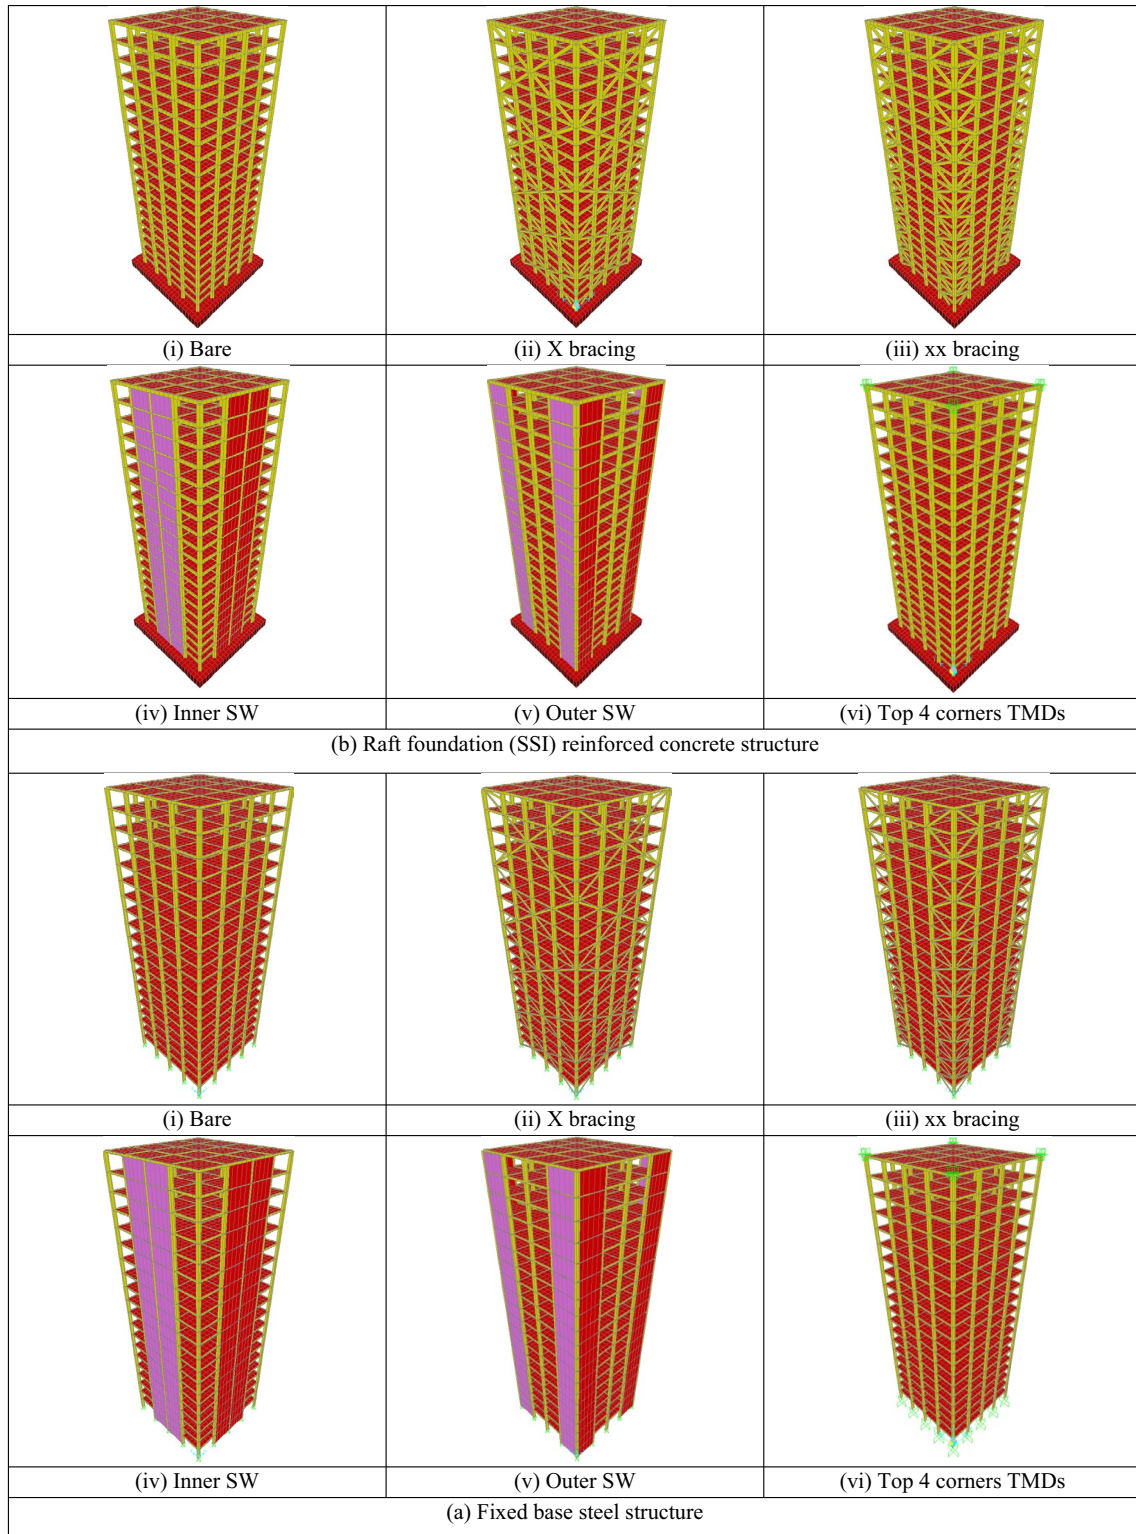 (i) Bare
(ii) X bracing
(iii) xx bracing
(iv) Inner SW
(v) Outer SW
(vi) Top 4 corners TMDs
(b) Raft foundation (SSI) reinforced concrete structure
(i) Bare
(ii) X bracing
(iii) xx bracing
(iv) Inner SW
(v) Outer SW
(vi) Top 4 corners TMDs
(a) Fixed base steel structure